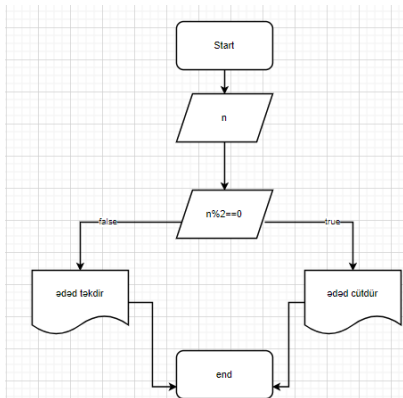 Start
n
n%2==0
false
true
ədəd təkdir
ədəd cütdür
end